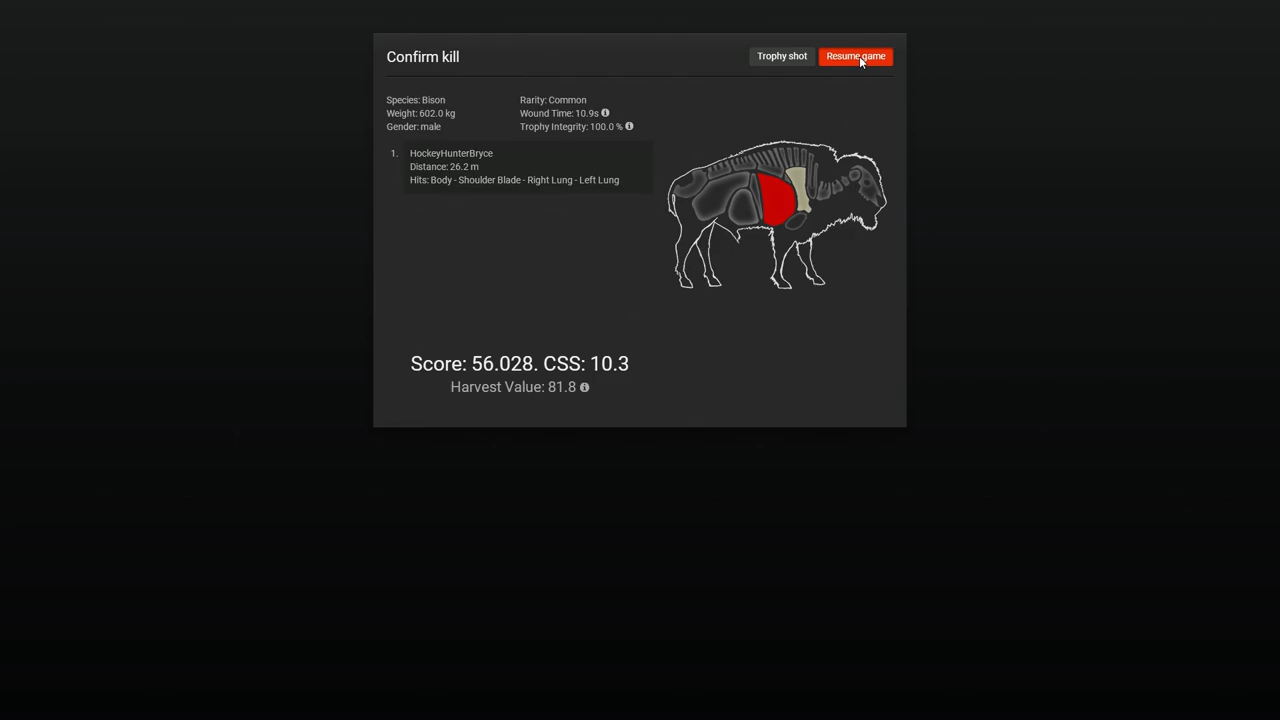 Confirm kill
Trophy shot
Resume game
Species: Bison
Rarity: Common
Weight: 602.0 kg
Wound Time: 10.9s
Gender: male
Trophy Integrity: 100.0 %
1. HockeyHunterBryce
Distance: 26.2 m
Hits: Body - Shoulder Blade - Right Lung - Left Lung
Score: 56.028. CSS: 10.3
Harvest Value: 81.8